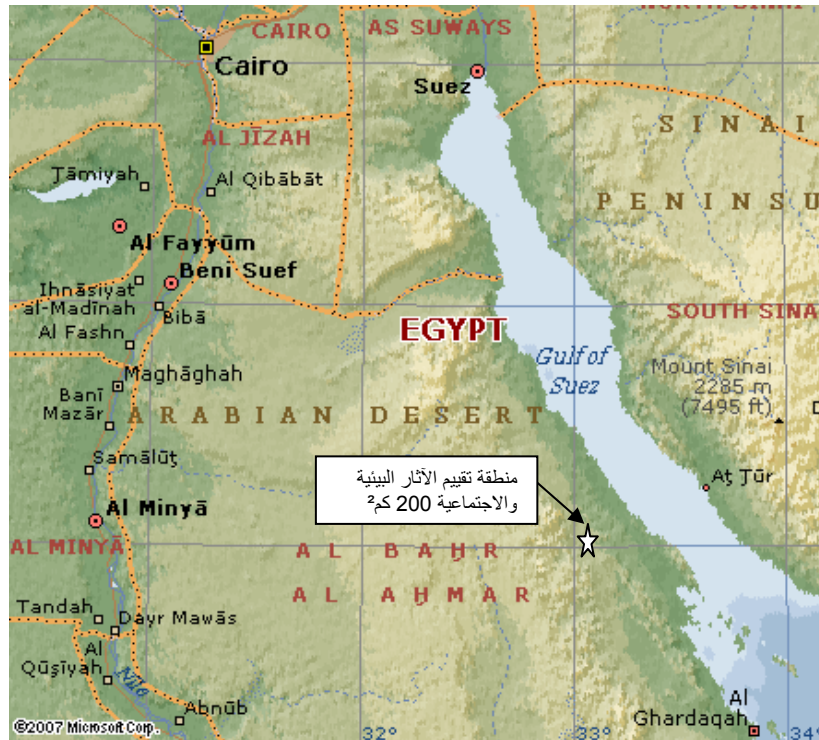 NORTH SINAI
CAIRO
AS SUWAYS
Cairo
Suez
AL JĪZAH
SINAI
Ţāmiyah
Al Qibābāt
PENINSU
Al Fayyūm
Beni Suef
Ihnāsiyat
al-Madīnah
Bibā
SOUTH SINA
Al Fashn
EGYPT
Gulf of
Suez
Mount Sinai
2285 m
(7495 ft)
Maghāghah
Banī
Mazār
ARABIAN DESERT
Samālūţ
منطقة تقييم الآثار البيئية
والاجتماعية 200 كم²
Aţ Ţūr
Al Minyā
AL MINYĀ
AL BAḨR
AL AḨMAR
Tandah
Dayr Mawās
Al
Qūşīyah
Nile
Abnūb
Al
Ghardaqah
©2007 Microsoft Corp.
32°
33°
34°